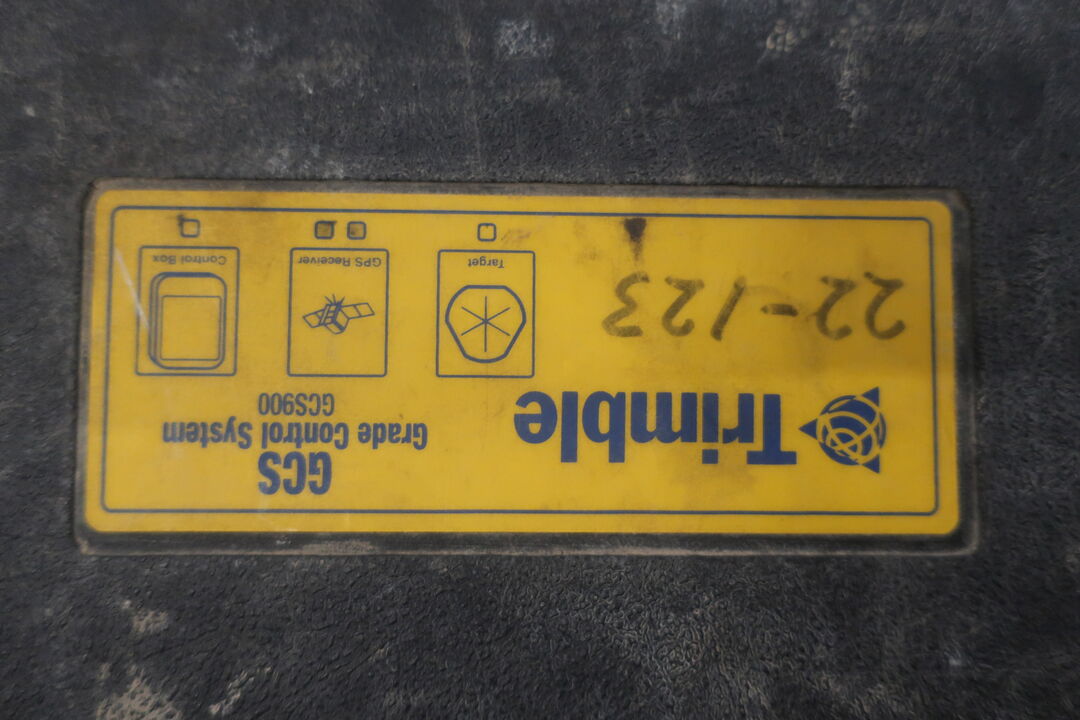 Trimble
GCS
Grade Control System
GCS900
22-123
Target
GPS Receiver
Control Box